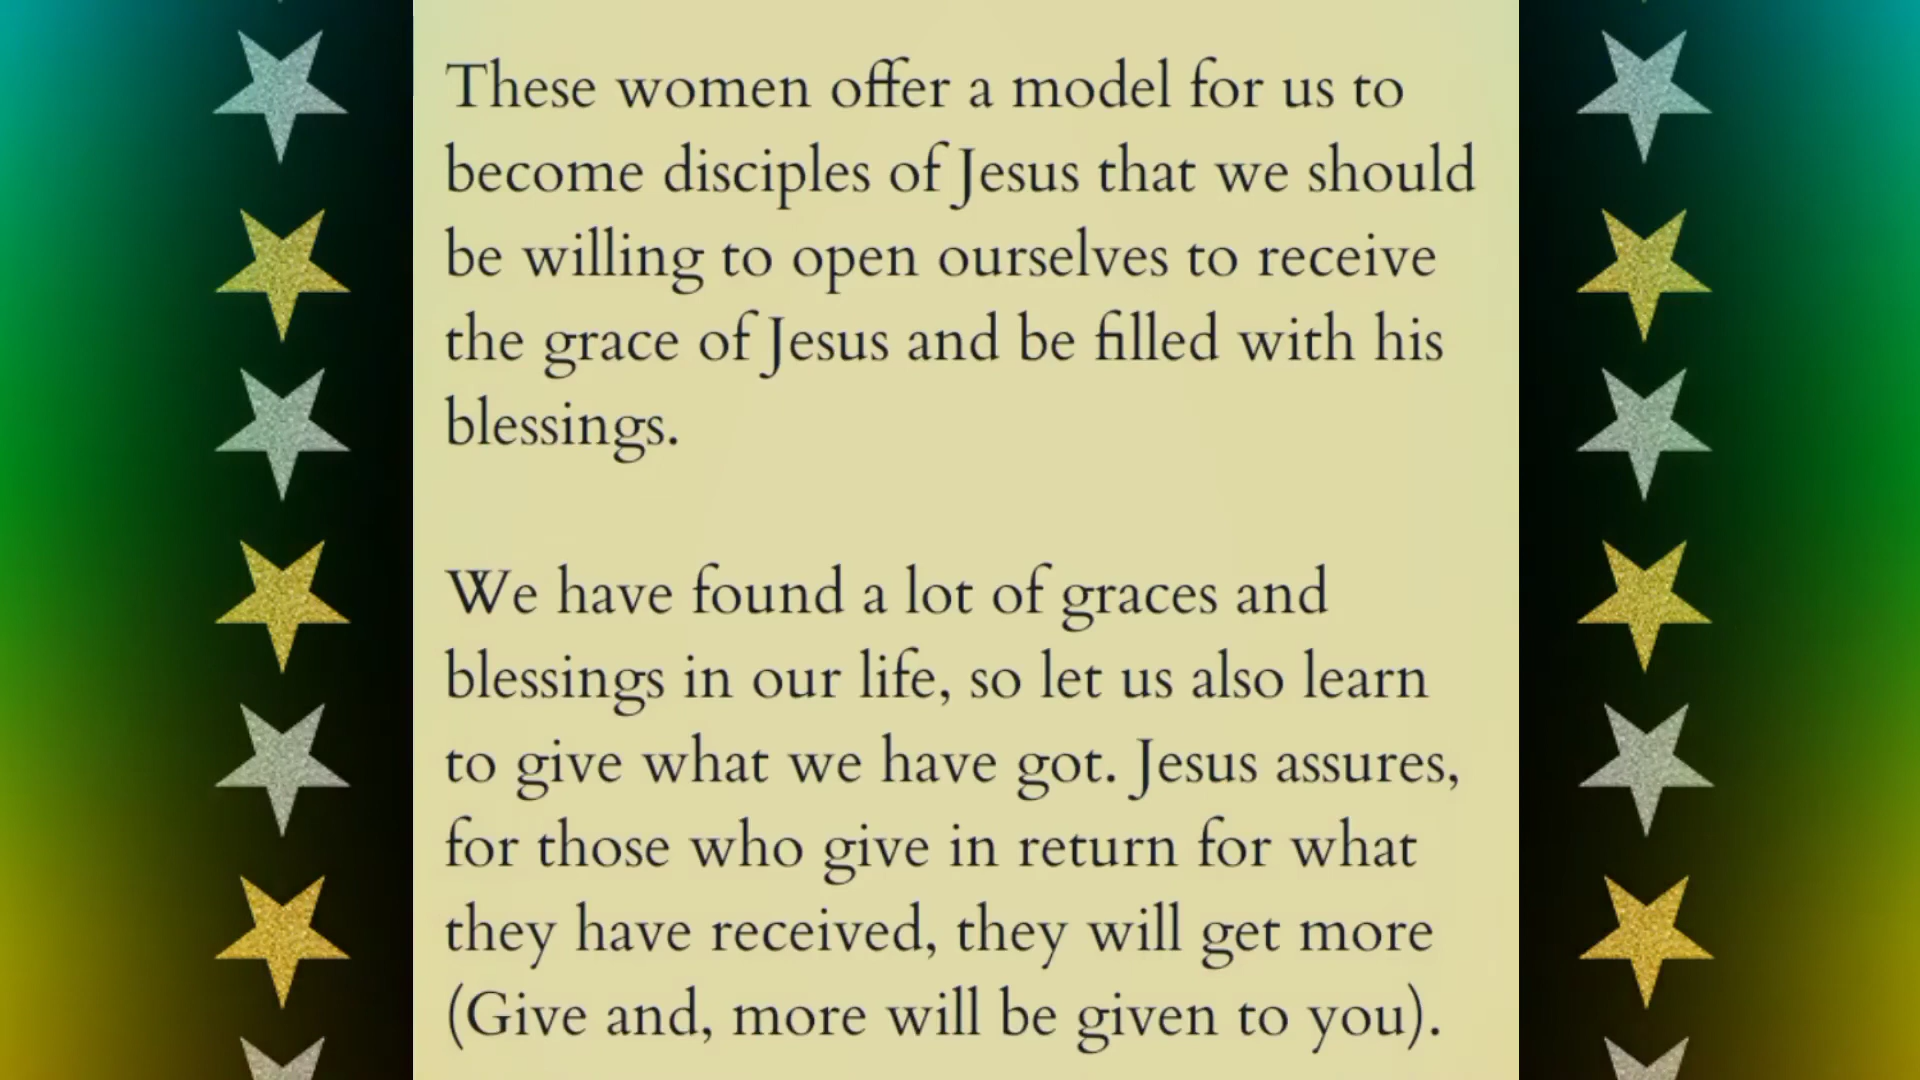 These women offer a model for us to
become disciples of Jesus that we should
be willing to open ourselves to receive
the grace of Jesus and be filled with his
blessings.
We have found a lot of graces and
blessings in our life, so let us also learn
to give what we have got. Jesus assures,
for those who give in return for what
they have received, they will get more
(Give and, more will be given to you).